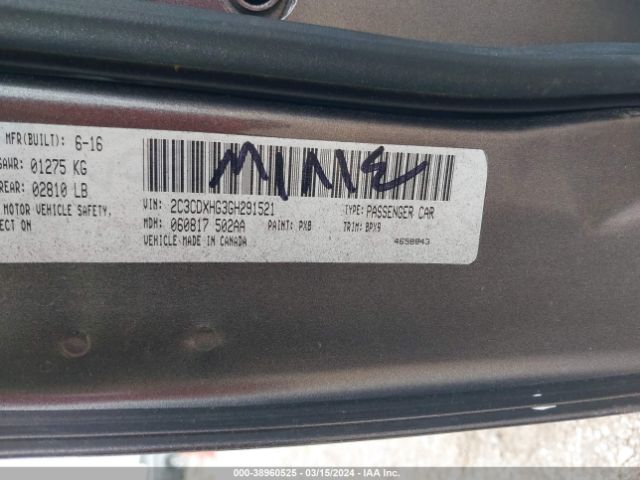 MFR(BUILT): 6-16
GAWR: 01275 KG
REAR: 02810 LB
MOTOR VEHICLE SAFETY,
ECT ON
MINE
VIN: 2C3CDXHG3GH291521
TYPE: PASSENGER CAR
MDH: 060817 502AA
PAINT: PX8
TRIM: BPX9
VEHICLE MADE IN CANADA
4658043
000-38960525 - 03/15/2024 - IAA Inc.